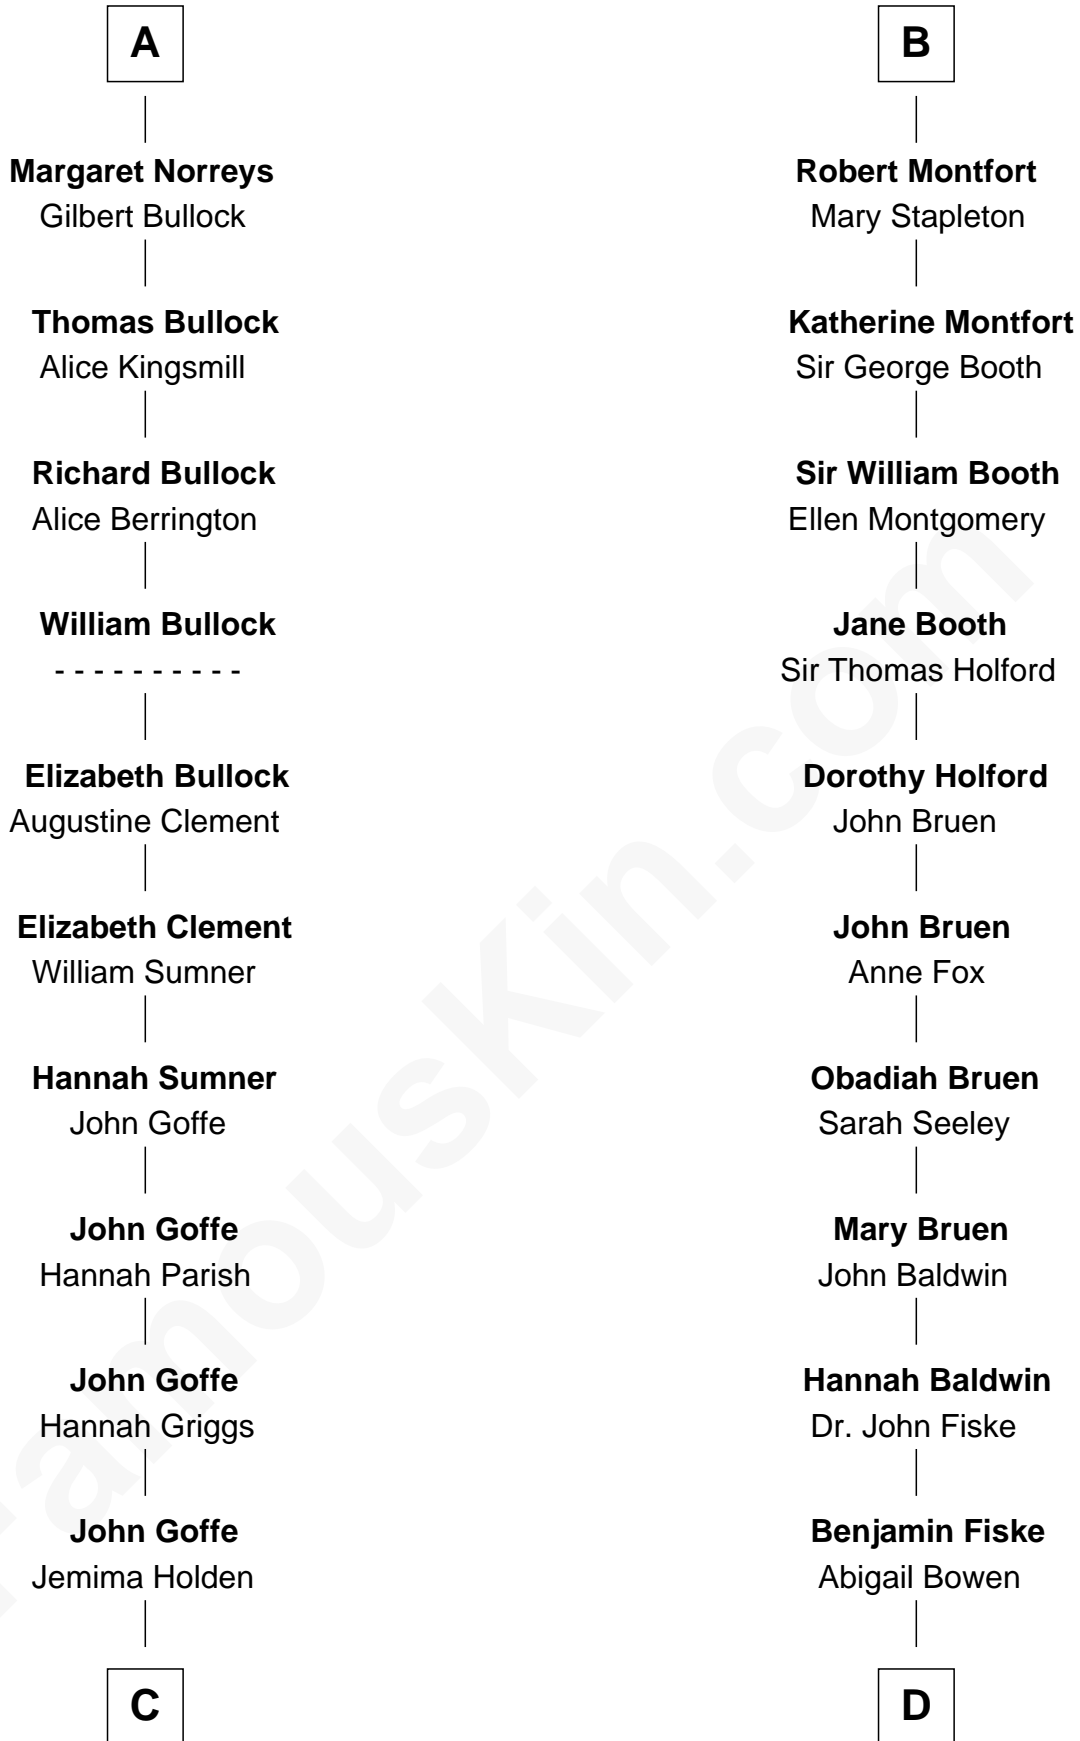 A
Margaret Norreys
Gilbert Bullock
Thomas Bullock
Alice Kingsmill
Richard Bullock
Alice Berrington
William Bullock
- - - - - - - - - -
Elizabeth Bullock
Augustine Clement
Elizabeth Clement
William Sumner
Hannah Sumner
John Goffe
John Goffe
Hannah Parish
John Goffe
Hannah Griggs
John Goffe
Jemima Holden
C
B
Robert Montfort
Mary Stapleton
Katherine Montfort
Sir George Booth
Sir William Booth
Ellen Montgomery
Jane Booth
Sir Thomas Holford
Dorothy Holford
John Bruen
John Bruen
Anne Fox
Obadiah Bruen
Sarah Seeley
Mary Bruen
John Baldwin
Hannah Baldwin
Dr. John Fiske
Benjamin Fiske
Abigail Bowen
D
FamousKin.com